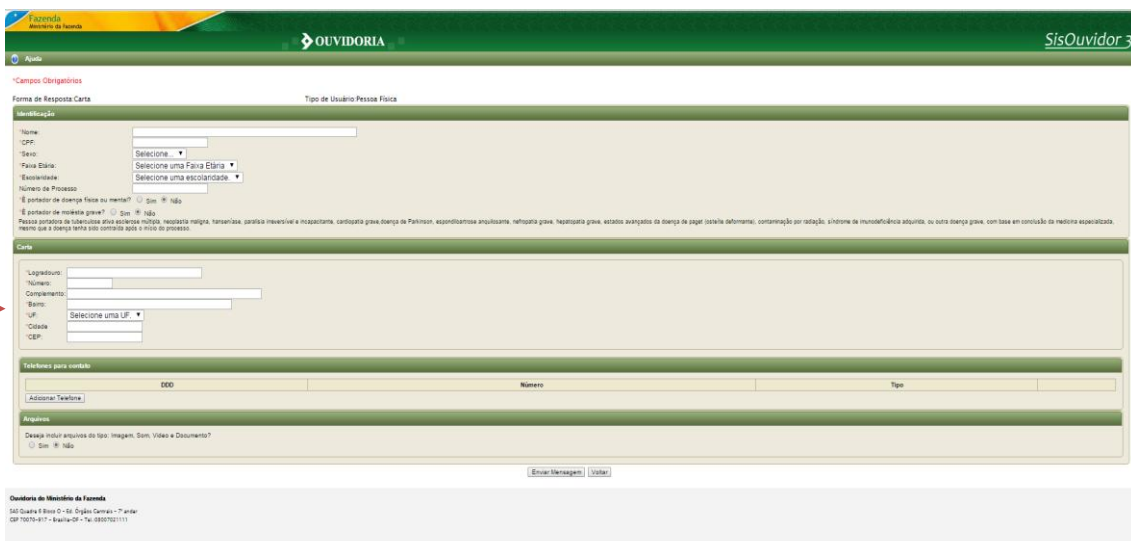 Fazenda
Ministério da Fazenda
OUVIDORIA
SisOuvidor 3
Ajuda
*Campos Obrigatórios
Forma de Resposta:Carta
Tipo de Usuário:Pessoa Física
Identificação
*Nome:
*CPF:
*Sexo: Selecione...
*Faixa Etária: Selecione uma Faixa Etária
*Escolaridade: Selecione uma escolaridade.
Número de Processo
*É portador de doença física ou mental? Sim Não
*É portador de moléstia grave? Sim Não
Pessoa portadora de tuberculose ativa esclerose múltipla, neoplastia maligna, hanseníase, paralisia irreversível e incapacitante, cardiopatia grave,doença de Parkinson, espondiloartrose anquilosante, nefropatia grave, hepatopatia grave, estados avançados da doença de paget (osteíte deformante), contaminação por radiação, síndrome de imunodeficiência adquirida, ou outra doença grave, com base em conclusão da medicina especializada,
mesmo que a doença tenha sido contraída após o início do processo.
Carta
*Logradouro:
*Número:
Complemento:
*Bairro:
*UF: Selecione uma UF.
*Cidade
*CEP:
Telefones para contato
DDD Número Tipo
Adicionar Telefone
Arquivos
Deseja incluir arquivos do tipo: Imagem, Som, Vídeo e Documento?
Sim Não
Enviar Mensagem Voltar
Ouvidoria do Ministério da Fazenda
SAS Quadra 6 Bloco O - Ed. Órgãos Centrais - 7º andar
CEP 70070-917 - Brasília-DF - Tel: 08007021111